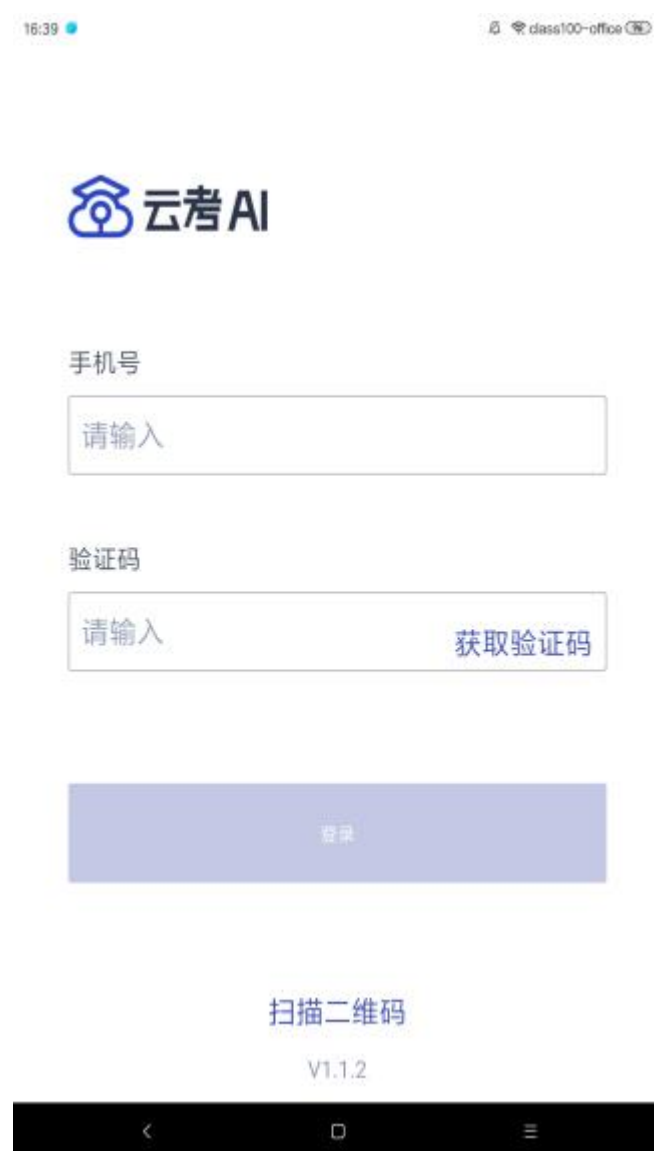 16:39 class100-office 96
云考AI
手机号
请输入
验证码
请输入 获取验证码
登录
扫描二维码
V1.1.2